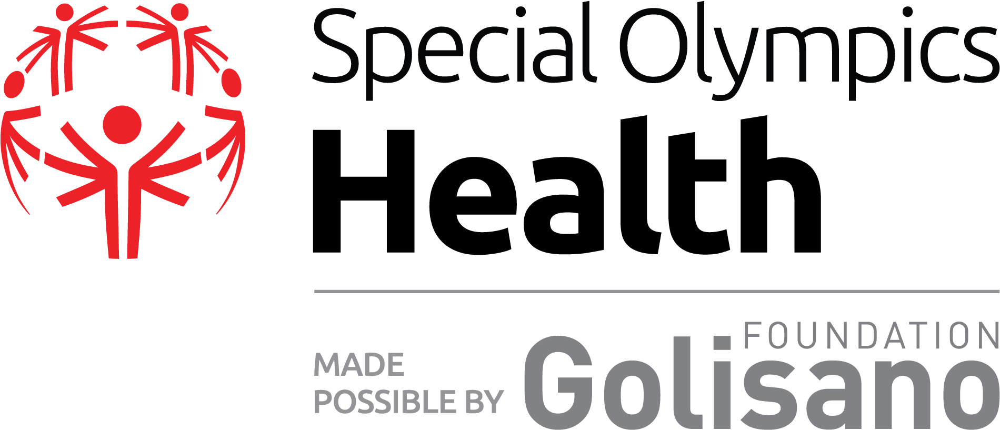 Special Olympics
Health
MADE
POSSIBLE BY
FOUNDATION
Golisano